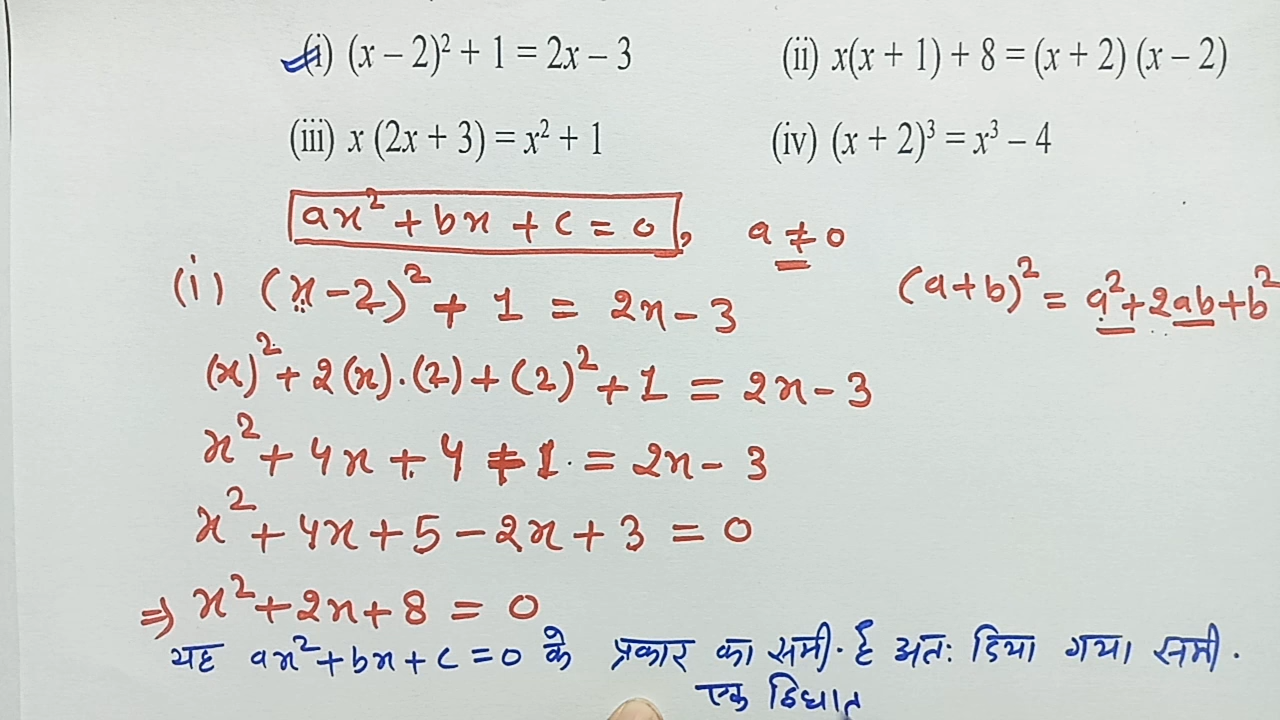 (i) (x – 2)² + 1 = 2x – 3 (ii) x(x + 1) + 8 = (x + 2) (x – 2)
(iii) x (2x + 3) = x² + 1 (iv) (x + 2)³ = x³ – 4
ax² + bx + c = 0, a ≠ 0
(i) (x-2)² + 1 = 2x - 3
(a+b)² = a²+2ab+b²
(x)² + 2(x).(2) + (2)² + 1 = 2x - 3
x² + 4x + 4 + 1 = 2x - 3
x² + 4x + 5 - 2x + 3 = 0
⇒ x² + 2x + 8 = 0
यह ax²+bx+c=0 के प्रकार का समी. है अतः दिया गया समी.
एक द्विघात